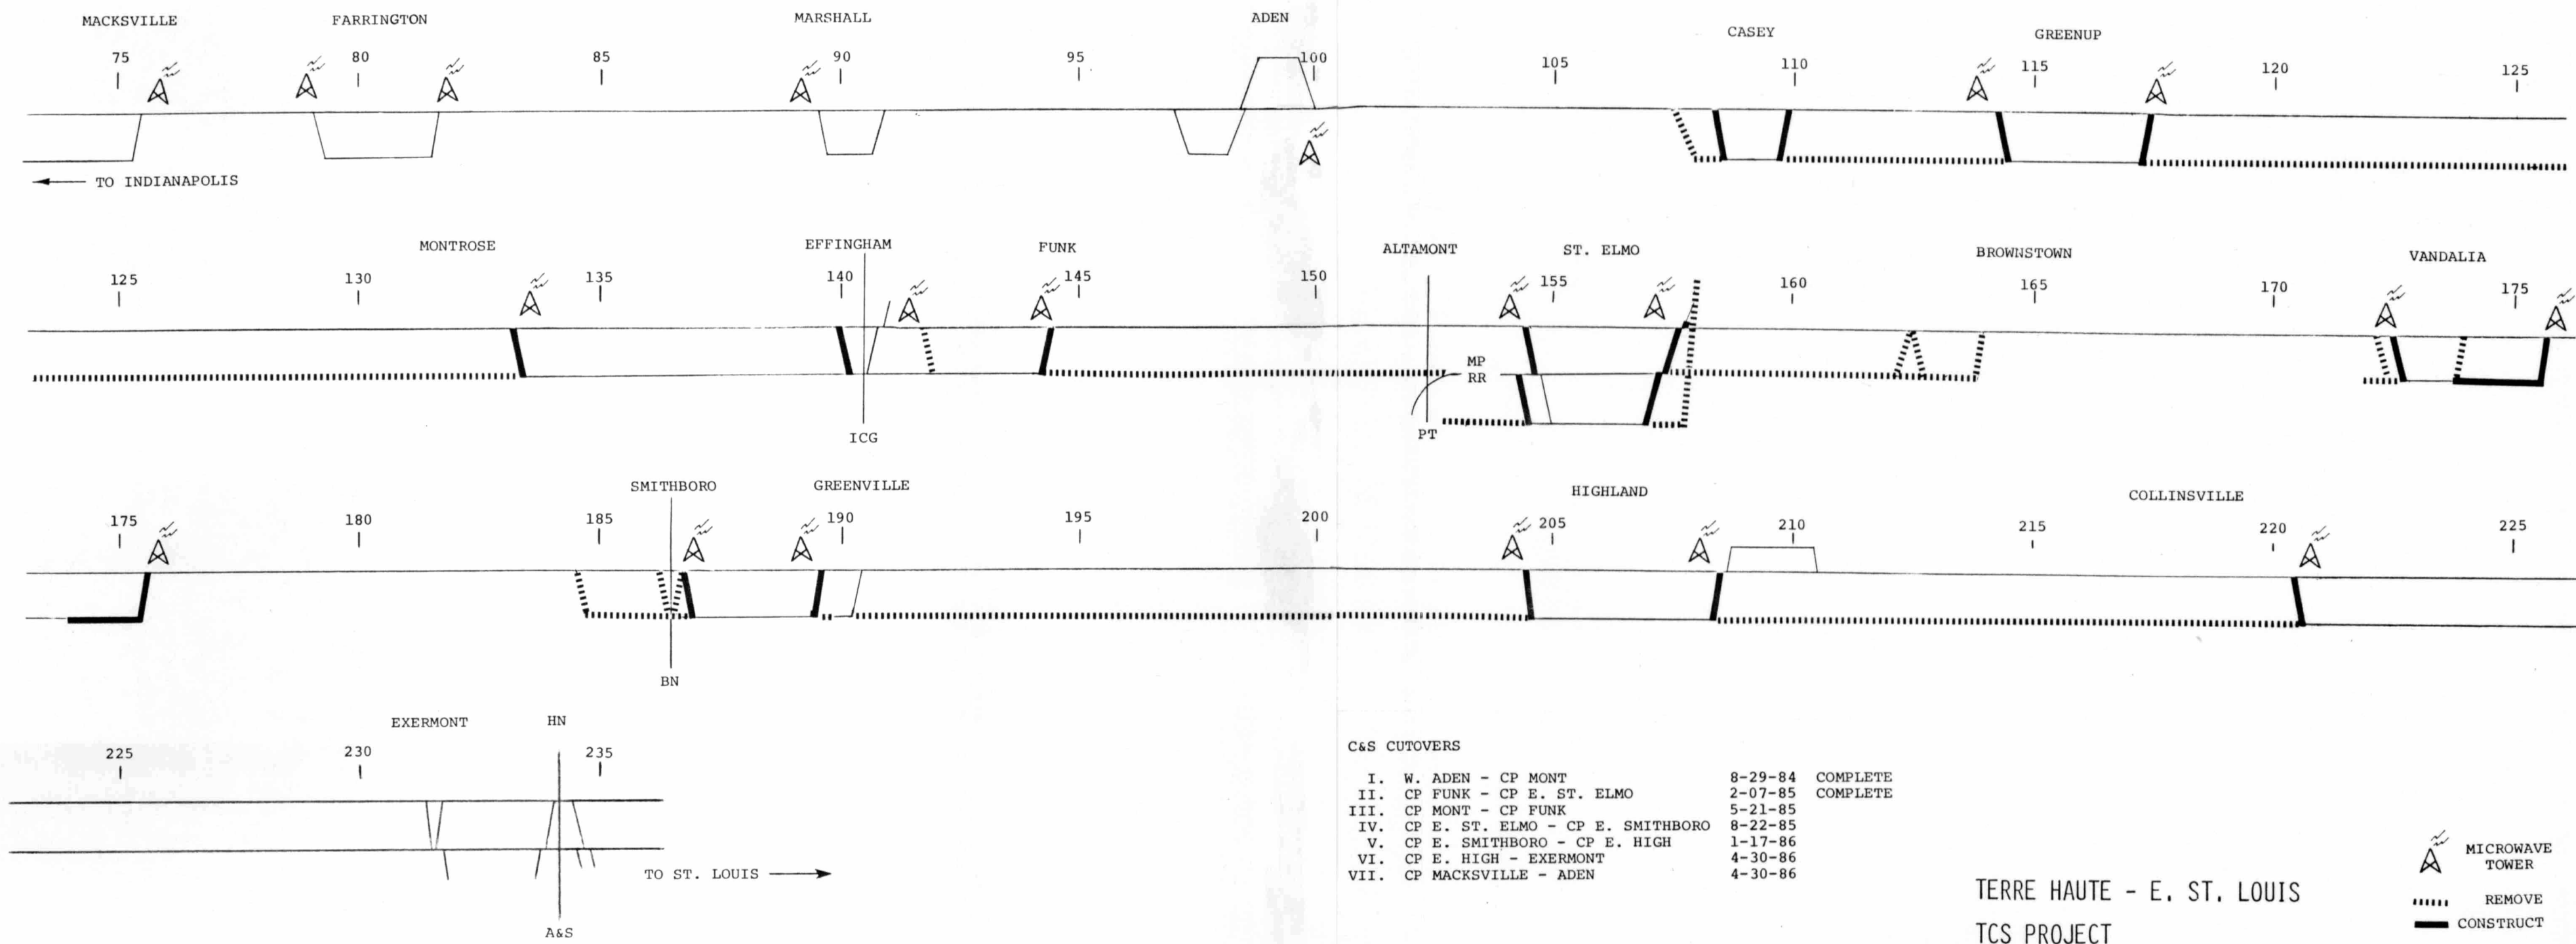 MACKSVILLE FARRINGTON MARSHALL ADEN CASEY GREENUP
75 80 85 90 95 100 105 110 115 120 125
TO INDIANAPOLIS
MONTROSE EFFINGHAM FUNK ALTAMONT ST. ELMO BROWNSTOWN VANDALIA
125 130 135 140 145 150 155 160 165 170 175
MP
RR
ICG PT
SMITHBORO GREENVILLE HIGHLAND COLLINSVILLE
175 180 185 190 195 200 205 210 215 220 225
BN
EXERMONT HN
225 230 235
TO ST. LOUIS
A&S
C&S CUTOVERS
I. W. ADEN - CP MONT 8-29-84 COMPLETE
II. CP FUNK - CP E. ST. ELMO 2-07-85 COMPLETE
III. CP MONT - CP FUNK 5-21-85
IV. CP E. ST. ELMO - CP E. SMITHBORO 8-22-85
V. CP E. SMITHBORO - CP E. HIGH 1-17-86
VI. CP E. HIGH - EXERMONT 4-30-86
VII. CP MACKSVILLE - ADEN 4-30-86
TERRE HAUTE - E. ST. LOUIS
TCS PROJECT
MICROWAVE
TOWER
REMOVE
CONSTRUCT